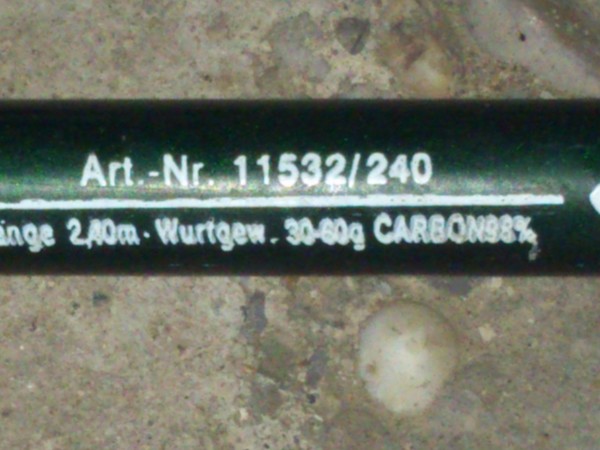 Art.-Nr. 11532/240
änge 2,40m · Wurfgew. 30-60g CARBON98%